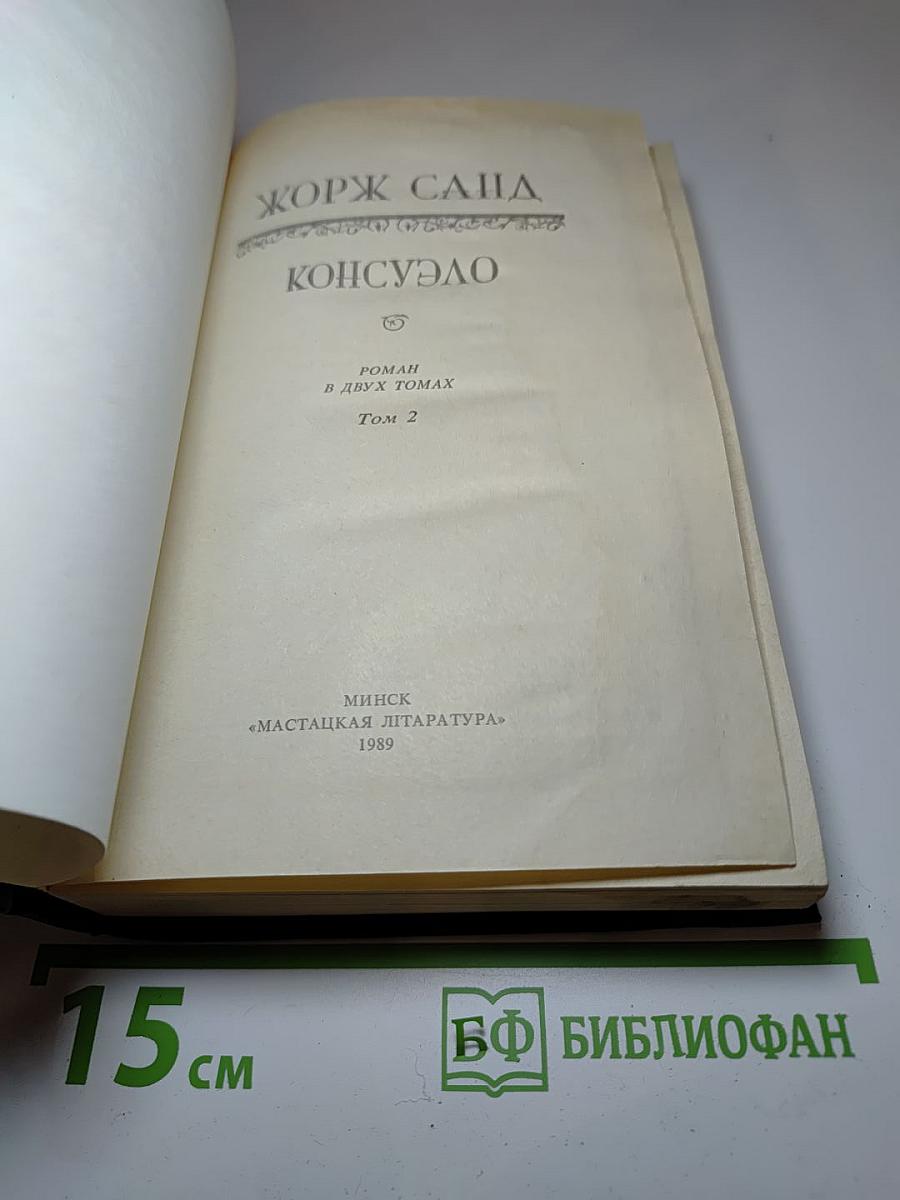 ЖОРЖ САНД
КОНСУЭЛО
РОМАН
В ДВУХ ТОМАХ
Том 2
МИНСК
«МАСТАЦКАЯ ЛІТАРАТУРА»
1989
15 см
БФ БИБЛИОФАН